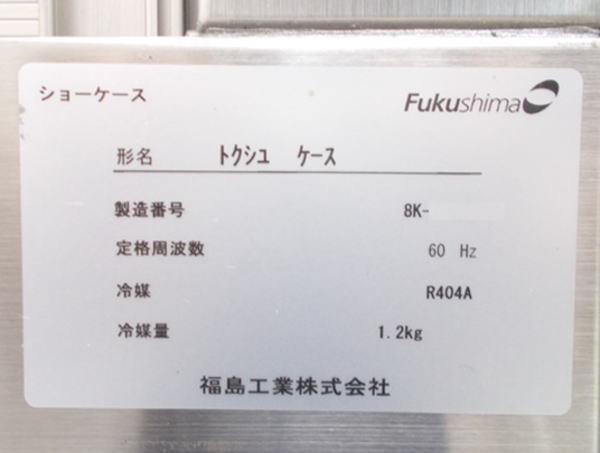 ショーケース Fukushima
形名 トクシュ ケース
製造番号 8K-
定格周波数 60 Hz
冷媒 R404A
冷媒量 1.2kg
福島工業株式会社